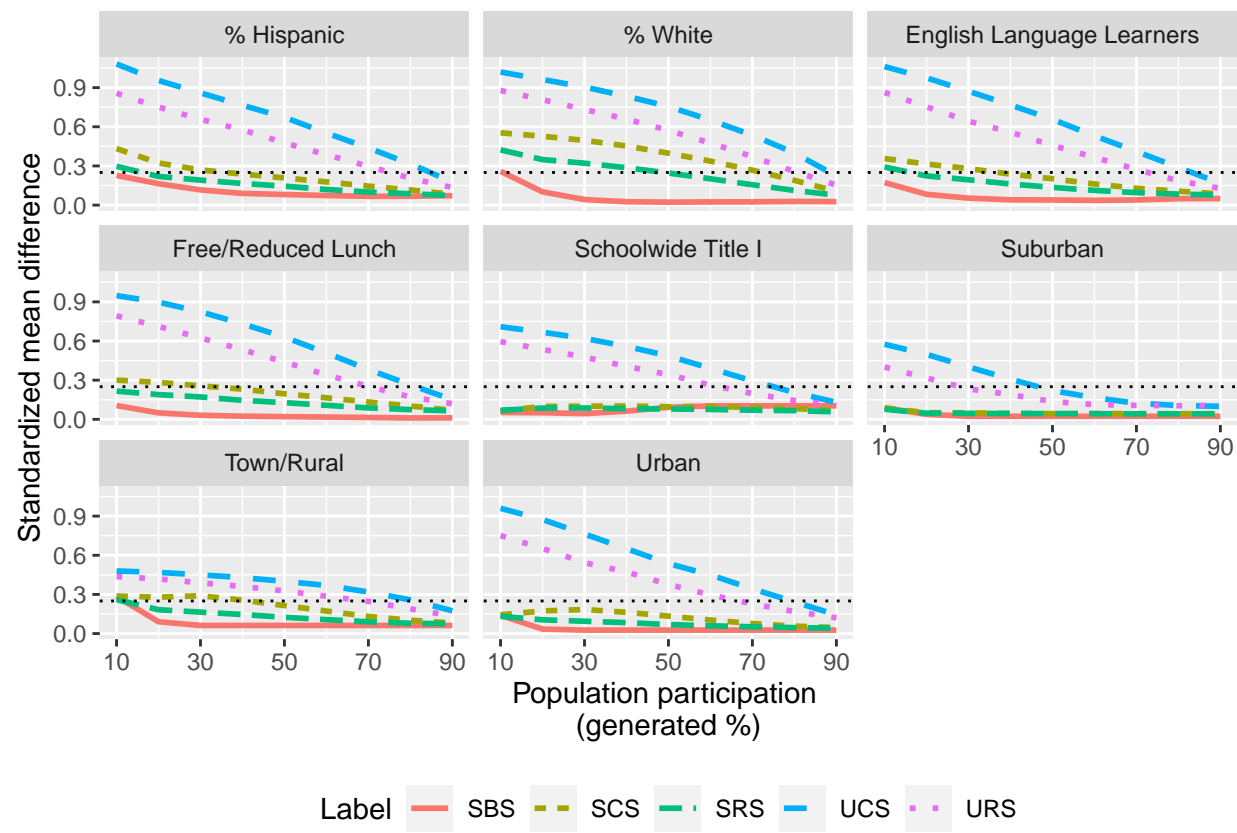 % Hispanic
% White
English Language Learners
0.9
0.6
0.3
0.0
Free/Reduced Lunch
Schoolwide Title I
Suburban
0.9
0.6
0.3
0.0
10 30 50 70 90
Town/Rural
Urban
0.9
0.6
0.3
0.0
10 30 50 70 90
10 30 50 70 90
Standardized mean difference
Population participation
(generated %)
Label SBS SCS SRS UCS URS